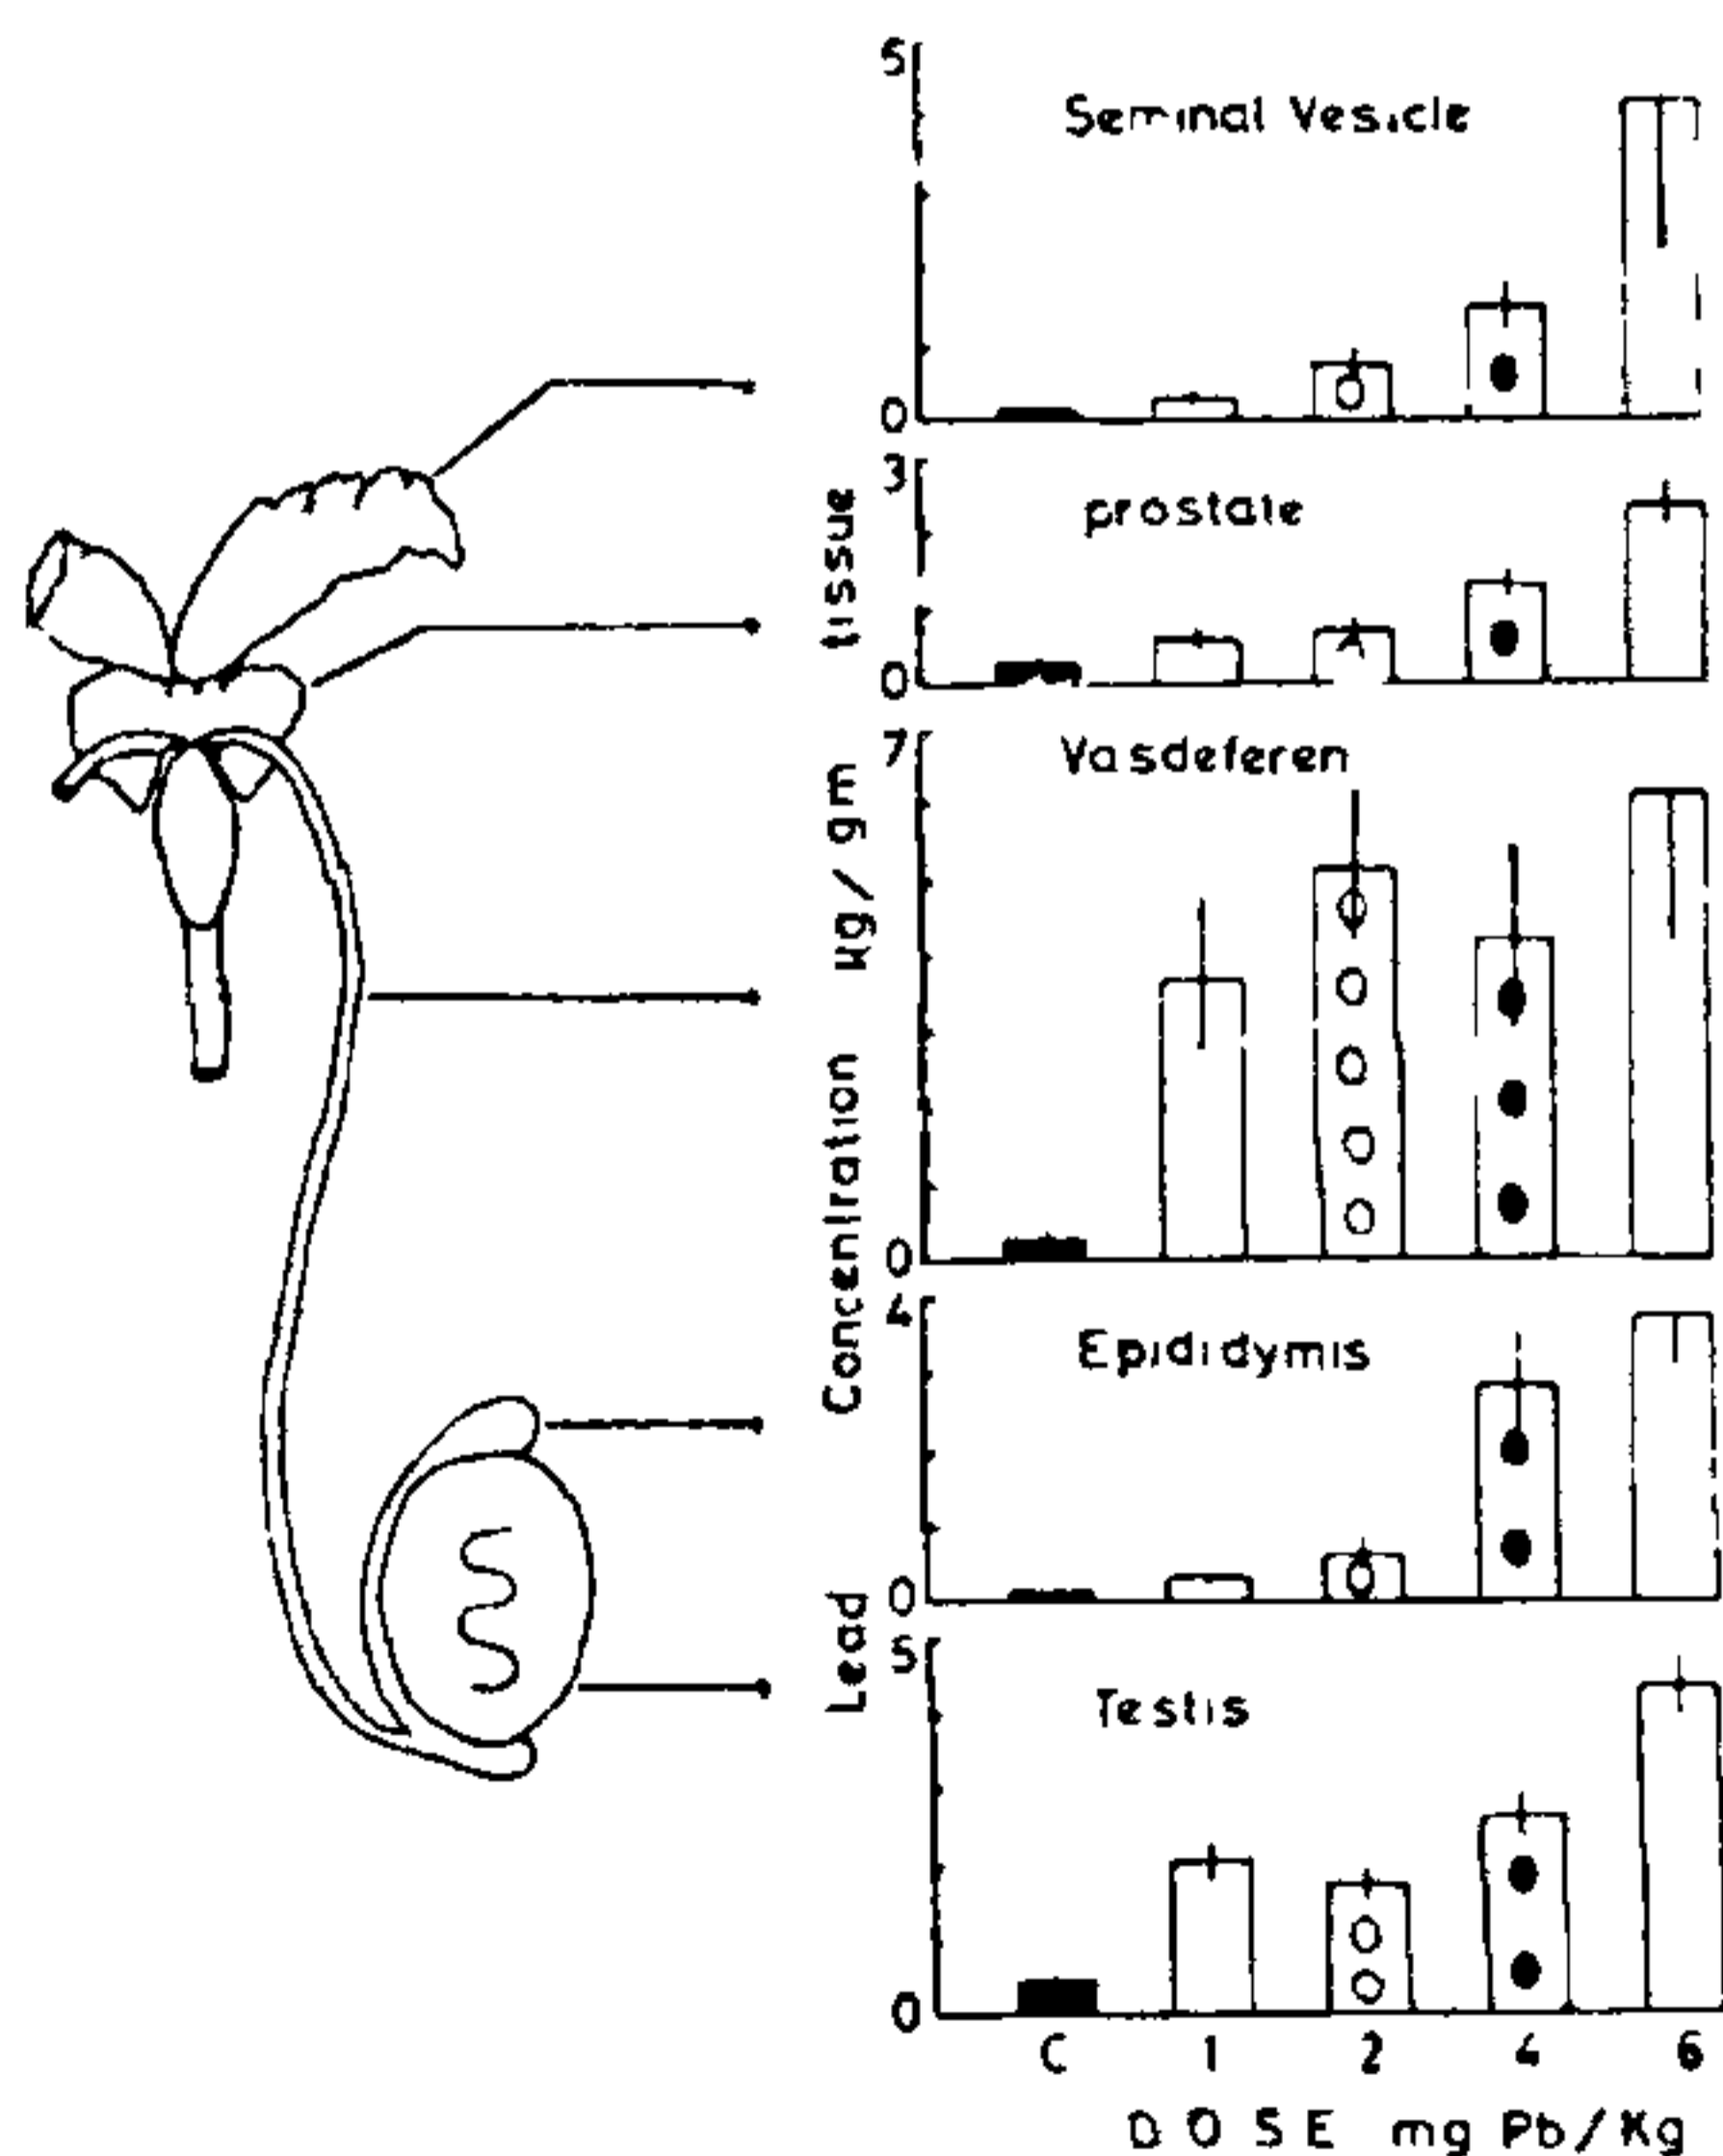 5
Seminal Vesicle
0
3
prostate
0
7
Vasdeferen
0
4
Epididymis
0
5
Testis
0
Lead Concentration µg/gm tissue
C 1 2 4 6
DOSE mg Pb/Kg